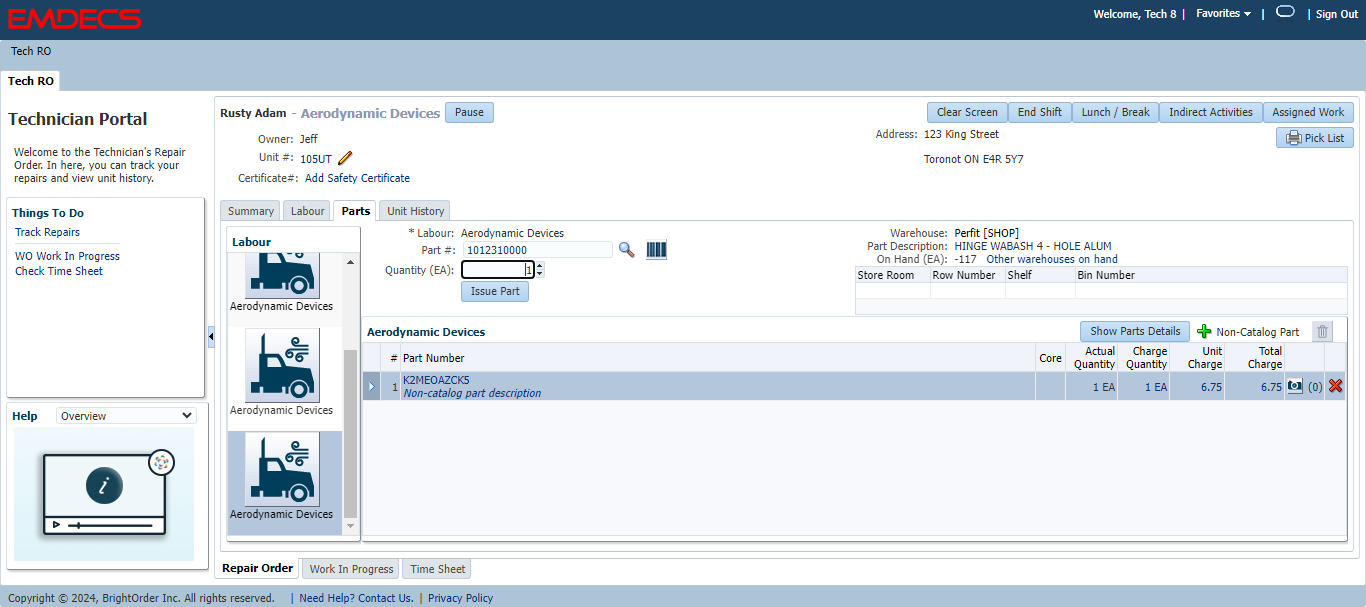 EMDECS
Welcome, Tech 8 | Favorites | | Sign Out
Tech RO
Tech RO
Technician Portal
Welcome to the Technician's Repair
Order. In here, you can track your
repairs and view unit history.
Things To Do
Track Repairs
WO Work In Progress
Check Time Sheet
Help Overview
i
Rusty Adam - Aerodynamic Devices Pause
Clear Screen End Shift Lunch / Break Indirect Activities Assigned Work
Pick List
Owner: Jeff
Unit #: 105UT
Certificate#: Add Safety Certificate
Address: 123 King Street
Toronot ON E4R 5Y7
Summary Labour Parts Unit History
Labour
Aerodynamic Devices
Aerodynamic Devices
Aerodynamic Devices
* Labour: Aerodynamic Devices
Part #: 1012310000
Quantity (EA): 1
Issue Part
Warehouse: Perfit [SHOP]
Part Description: HINGE WABASH 4 - HOLE ALUM
On Hand (EA): -117 Other warehouses on hand
Store Room Row Number Shelf Bin Number
Aerodynamic Devices Show Parts Details Non-Catalog Part
# Part Number Core Actual Quantity Charge Quantity Unit Charge Total Charge
1 K2MEOAZCK5 1 EA 1 EA 6.75 6.75 (0)
Non-catalog part description
Repair Order Work In Progress Time Sheet
Copyright © 2024, BrightOrder Inc. All rights reserved. | Need Help? Contact Us. | Privacy Policy